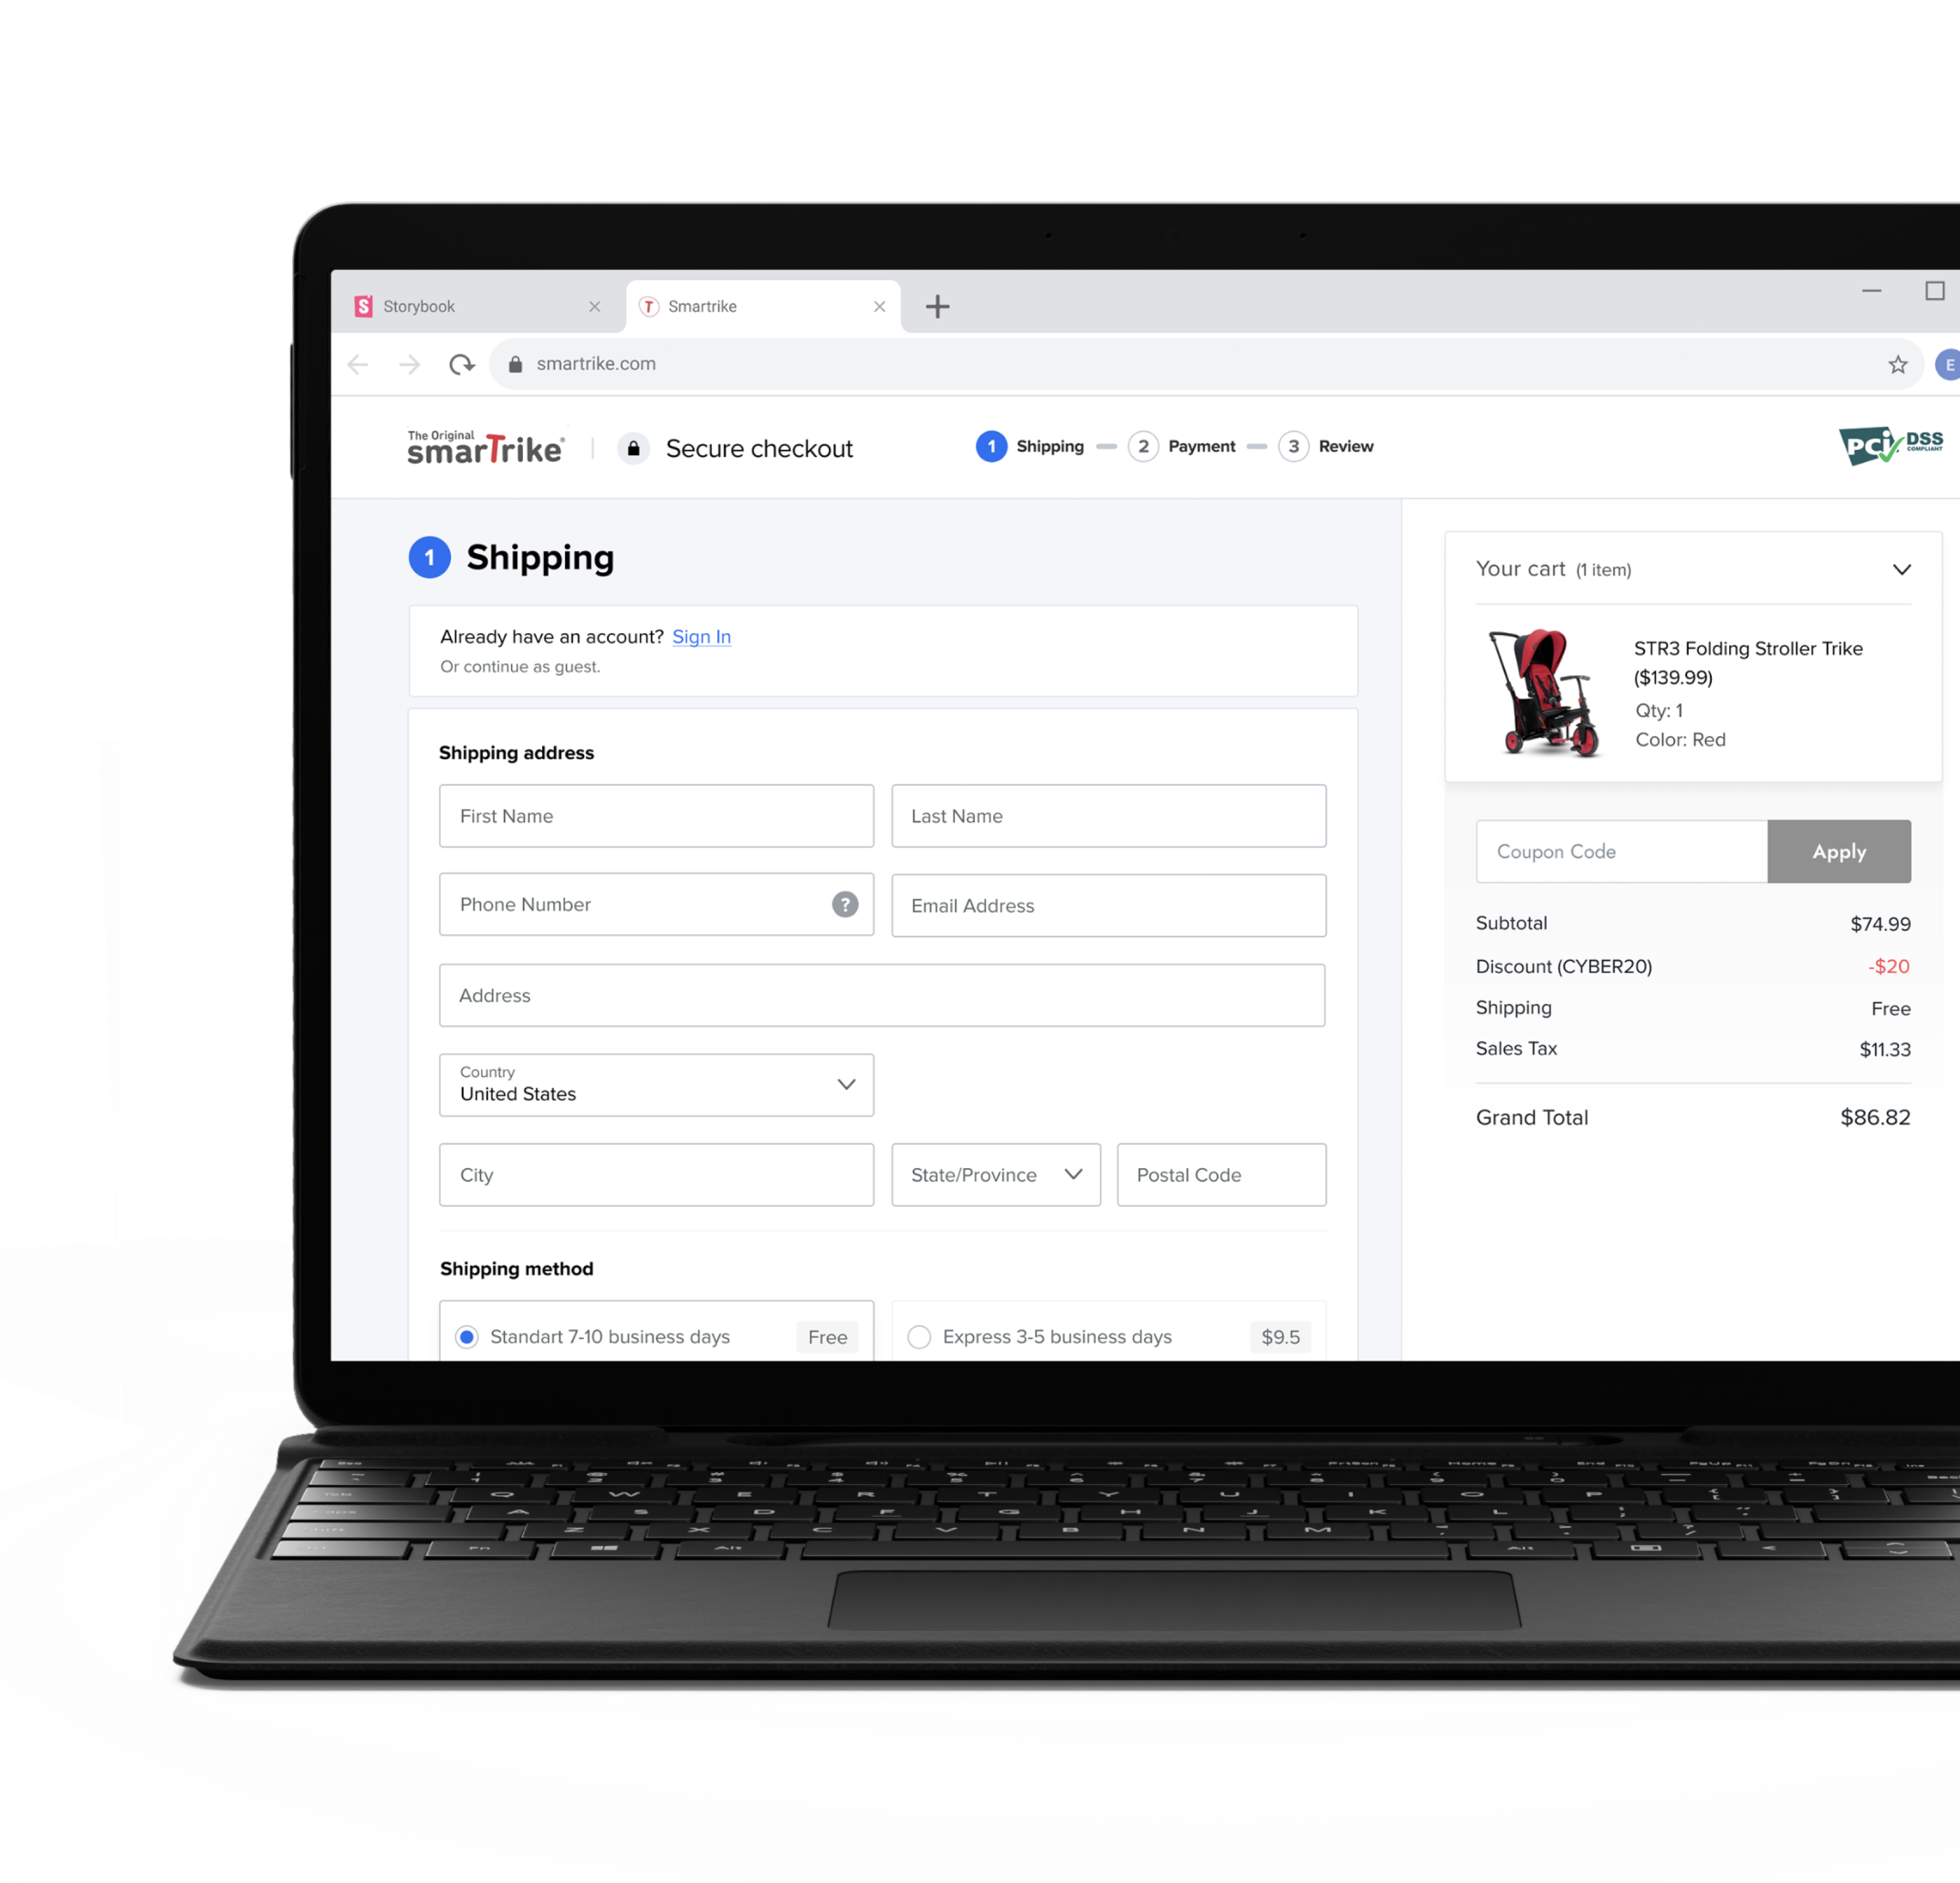 Storybook
Smartrike
smartrike.com
E
The Original
smarTrike®
Secure checkout
1 Shipping
2 Payment
3 Review
PCi DSS
COMPLIANT
1 Shipping
Already have an account? Sign In
Or continue as guest.
Shipping address
First Name
Last Name
Phone Number ?
Email Address
Address
Country
United States
City
State/Province
Postal Code
Shipping method
Standart 7-10 business days Free
Express 3-5 business days $9.5
Your cart (1 item)
STR3 Folding Stroller Trike
($139.99)
Qty: 1
Color: Red
Coupon Code Apply
Subtotal $74.99
Discount (CYBER20) -$20
Shipping Free
Sales Tax $11.33
Grand Total $86.82
Q W E R T Y U I O P
A S D F G H J K L
Z X C V B N M
Fn Alt Alt